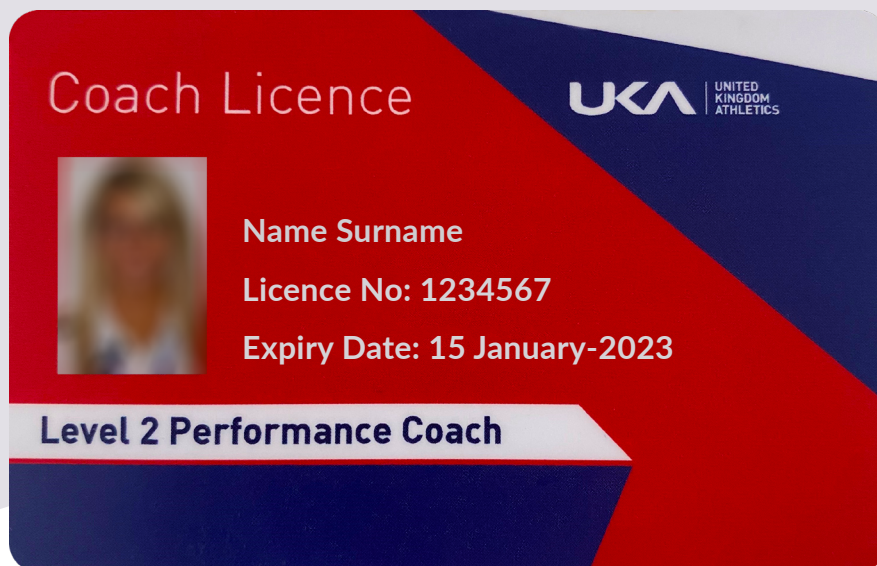 Coach Licence
UKA
UNITED
KINGDOM
ATHLETICS
Name Surname
Licence No: 1234567
Expiry Date: 15 January-2023
Level 2 Performance Coach